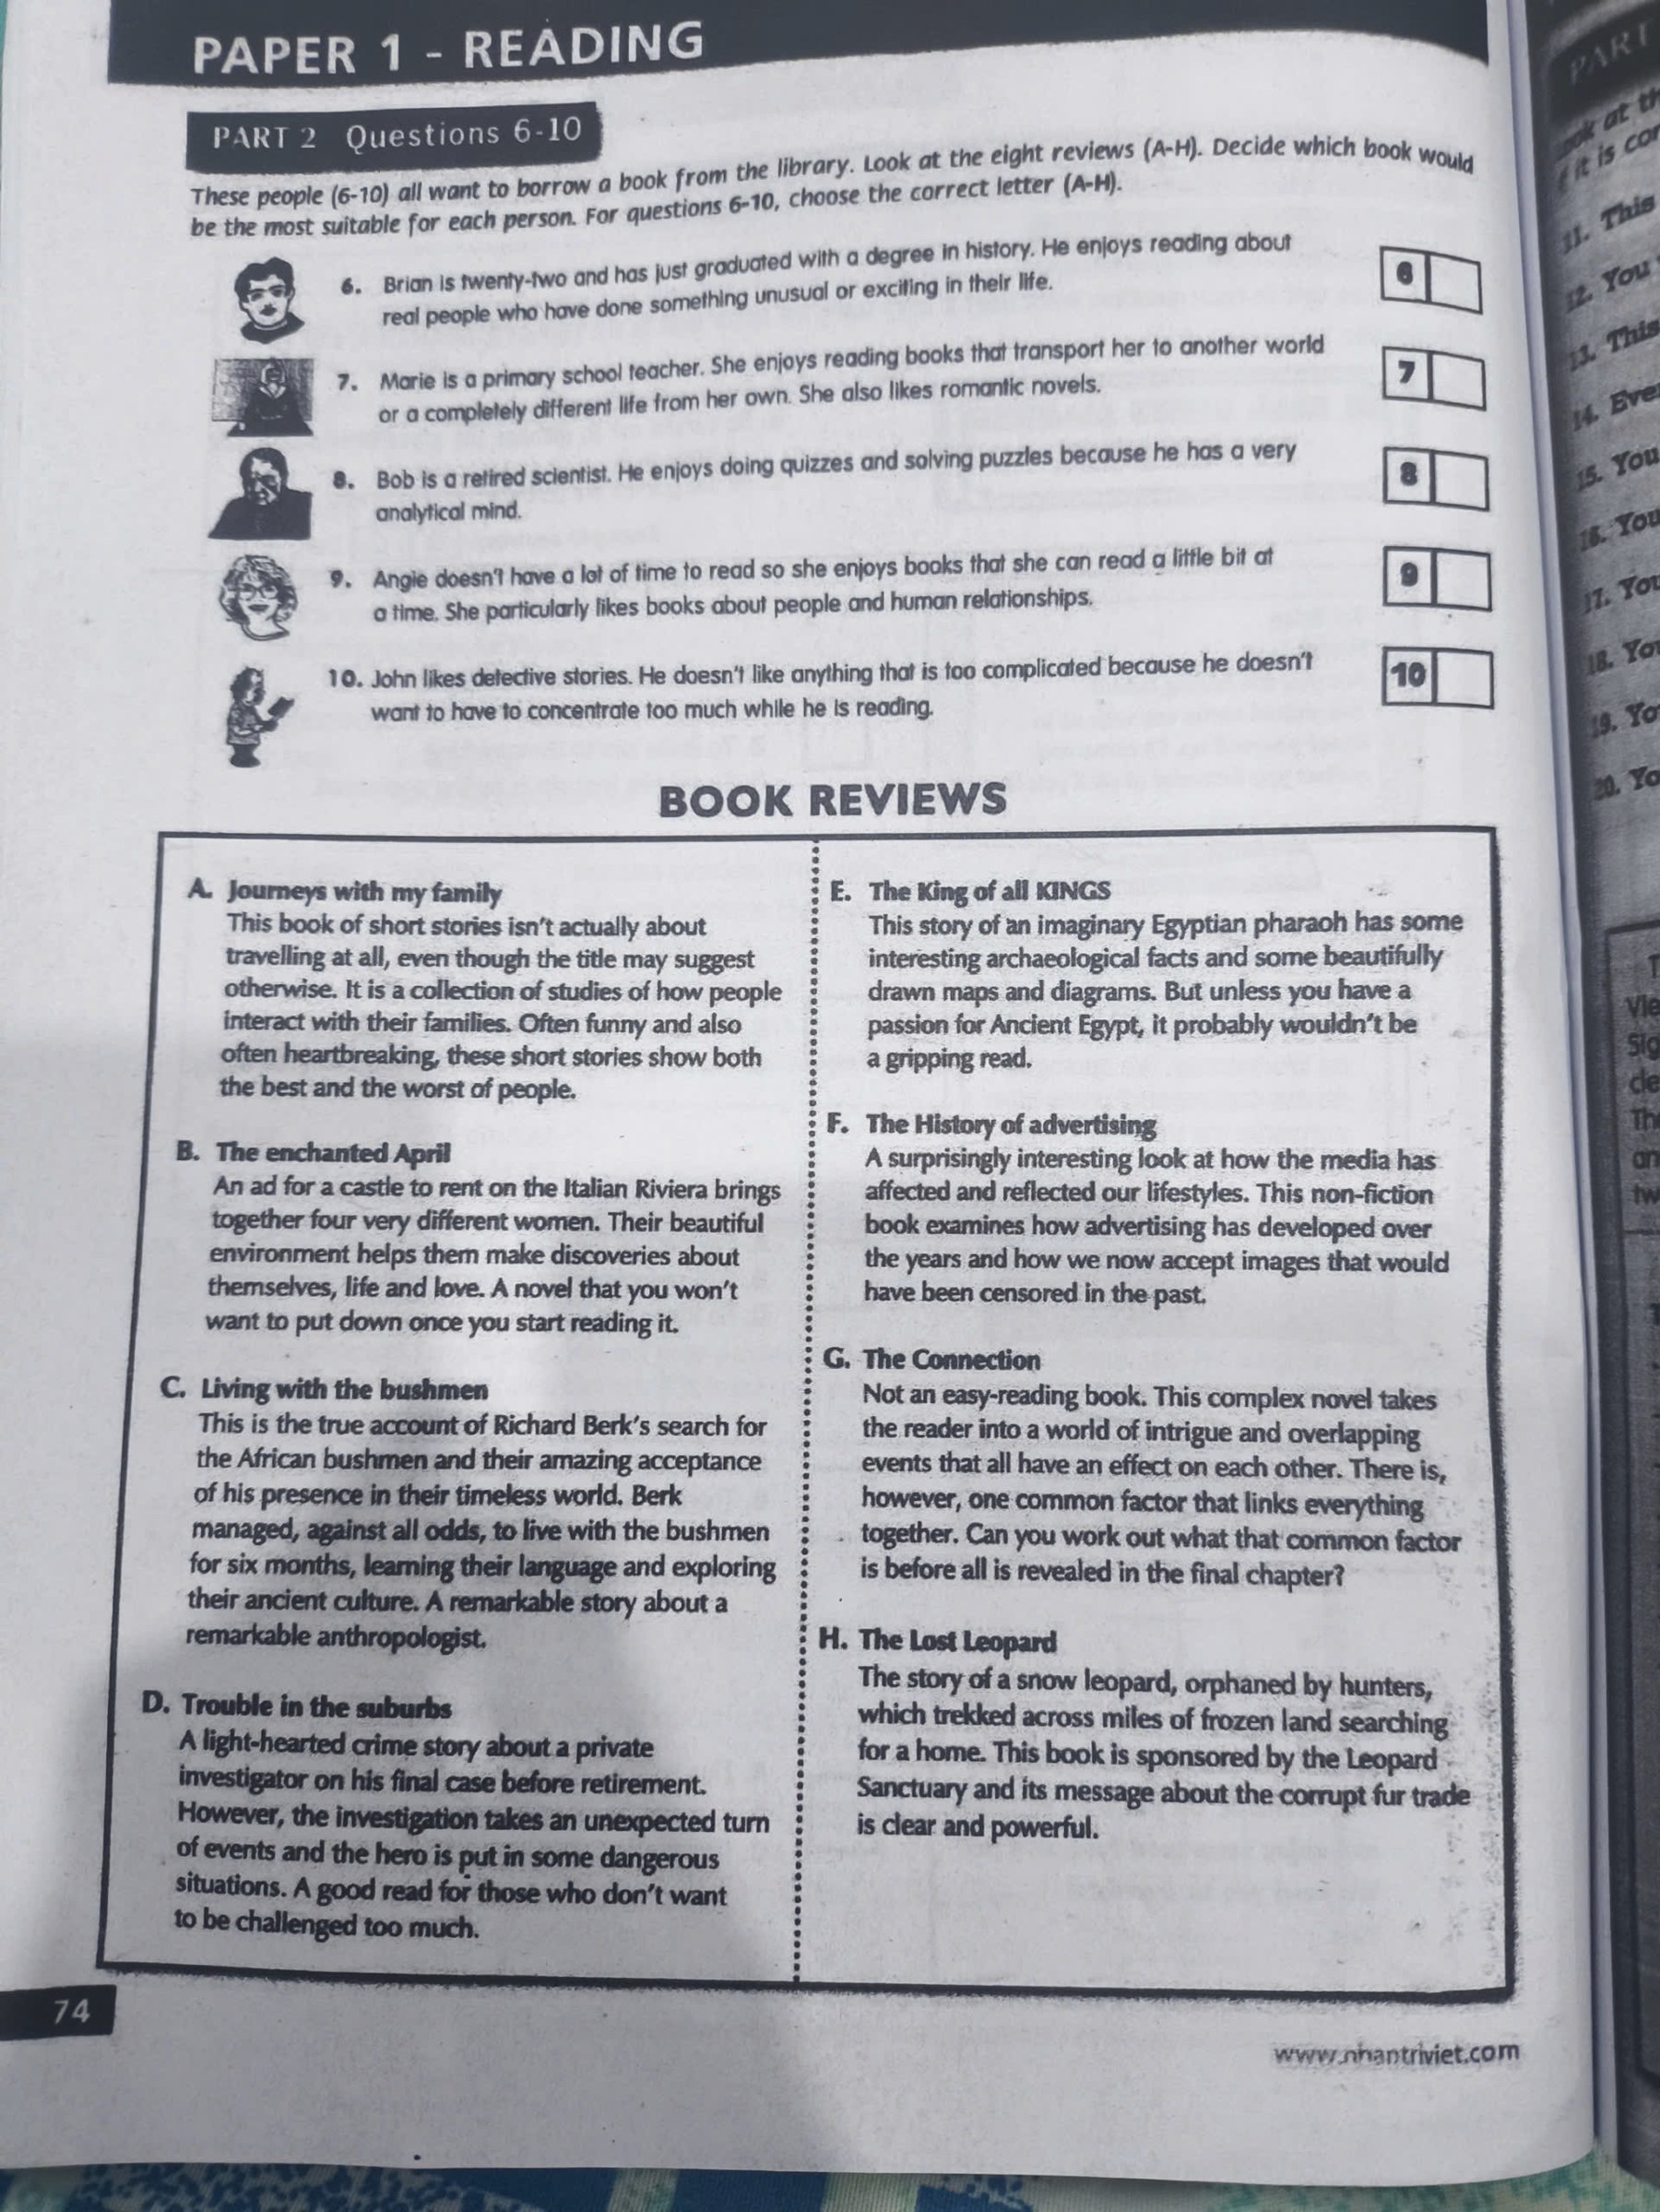 PAPER 1 - READING
PART 2 Questions 6-10
These people (6-10) all want to borrow a book from the library. Look at the eight reviews (A-H). Decide which book would
be the most suitable for each person. For questions 6-10, choose the correct letter (A-H).
6. Brian is twenty-two and has just graduated with a degree in history. He enjoys reading about
real people who have done something unusual or exciting in their life.
6
7. Marie is a primary school teacher. She enjoys reading books that transport her to another world
or a completely different life from her own. She also likes romantic novels.
7
8. Bob is a retired scientist. He enjoys doing quizzes and solving puzzles because he has a very
analytical mind.
8
9. Angie doesn't have a lot of time to read so she enjoys books that she can read a little bit at
a time. She particularly likes books about people and human relationships.
9
10. John likes detective stories. He doesn't like anything that is too complicated because he doesn't
want to have to concentrate too much while he is reading.
10
BOOK REVIEWS
A. Journeys with my family
This book of short stories isn't actually about
travelling at all, even though the title may suggest
otherwise. It is a collection of studies of how people
interact with their families. Often funny and also
often heartbreaking, these short stories show both
the best and the worst of people.
B. The enchanted April
An ad for a castle to rent on the Italian Riviera brings
together four very different women. Their beautiful
environment helps them make discoveries about
themselves, life and love. A novel that you won't
want to put down once you start reading it.
C. Living with the bushmen
This is the true account of Richard Berk's search for
the African bushmen and their amazing acceptance
of his presence in their timeless world. Berk
managed, against all odds, to live with the bushmen
for six months, learning their language and exploring
their ancient culture. A remarkable story about a
remarkable anthropologist.
D. Trouble in the suburbs
A light-hearted crime story about a private
investigator on his final case before retirement.
However, the investigation takes an unexpected turn
of events and the hero is put in some dangerous
situations. A good read for those who don't want
to be challenged too much.
E. The King of all KINGS
This story of an imaginary Egyptian pharaoh has some
interesting archaeological facts and some beautifully
drawn maps and diagrams. But unless you have a
passion for Ancient Egypt, it probably wouldn't be
a gripping read.
F. The History of advertising
A surprisingly interesting look at how the media has
affected and reflected our lifestyles. This non-fiction
book examines how advertising has developed over
the years and how we now accept images that would
have been censored in the past.
G. The Connection
Not an easy-reading book. This complex novel takes
the reader into a world of intrigue and overlapping
events that all have an effect on each other. There is,
however, one common factor that links everything
together. Can you work out what that common factor
is before all is revealed in the final chapter?
H. The Lost Leopard
The story of a snow leopard, orphaned by hunters,
which trekked across miles of frozen land searching
for a home. This book is sponsored by the Leopard
Sanctuary and its message about the corrupt fur trade
is clear and powerful.
74
www.nhantriviet.com
PART
11. This
12. You
13. This
14. Eve
15. You
16. You
17. You
18. Yo
19. Yo
20. Yo